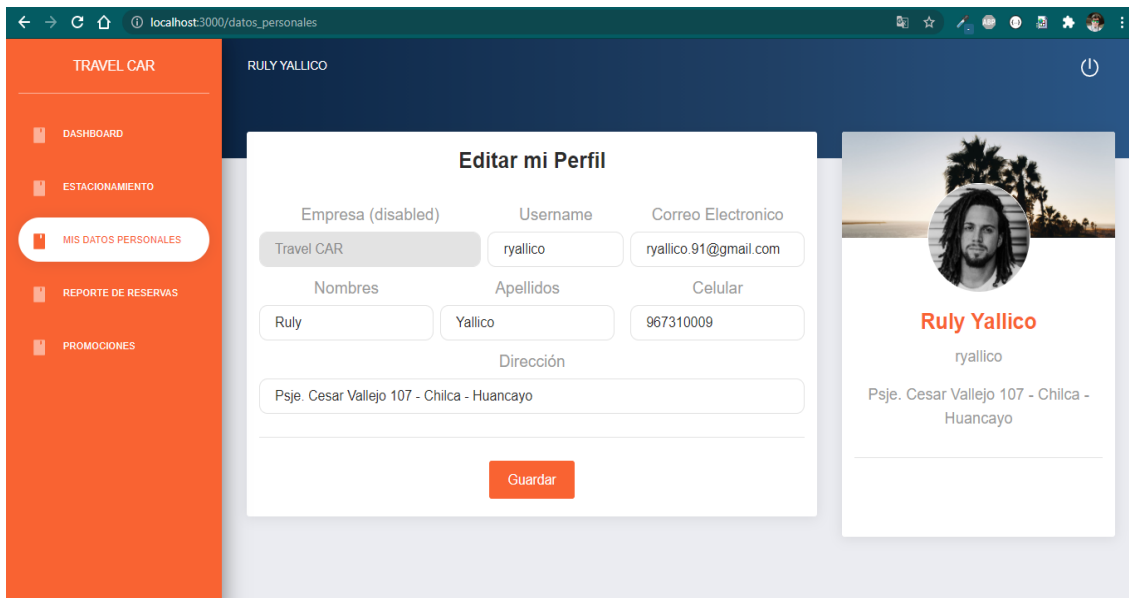 localhost:3000/datos_personales
TRAVEL CAR
RULY YALLICO
DASHBOARD
ESTACIONAMIENTO
MIS DATOS PERSONALES
REPORTE DE RESERVAS
PROMOCIONES
Editar mi Perfil
Empresa (disabled) Username Correo Electronico
Travel CAR ryallico ryallico.91@gmail.com
Nombres Apellidos Celular
Ruly Yallico 967310009
Dirección
Psje. Cesar Vallejo 107 - Chilca - Huancayo
Guardar
Ruly Yallico
ryallico
Psje. Cesar Vallejo 107 - Chilca -
Huancayo